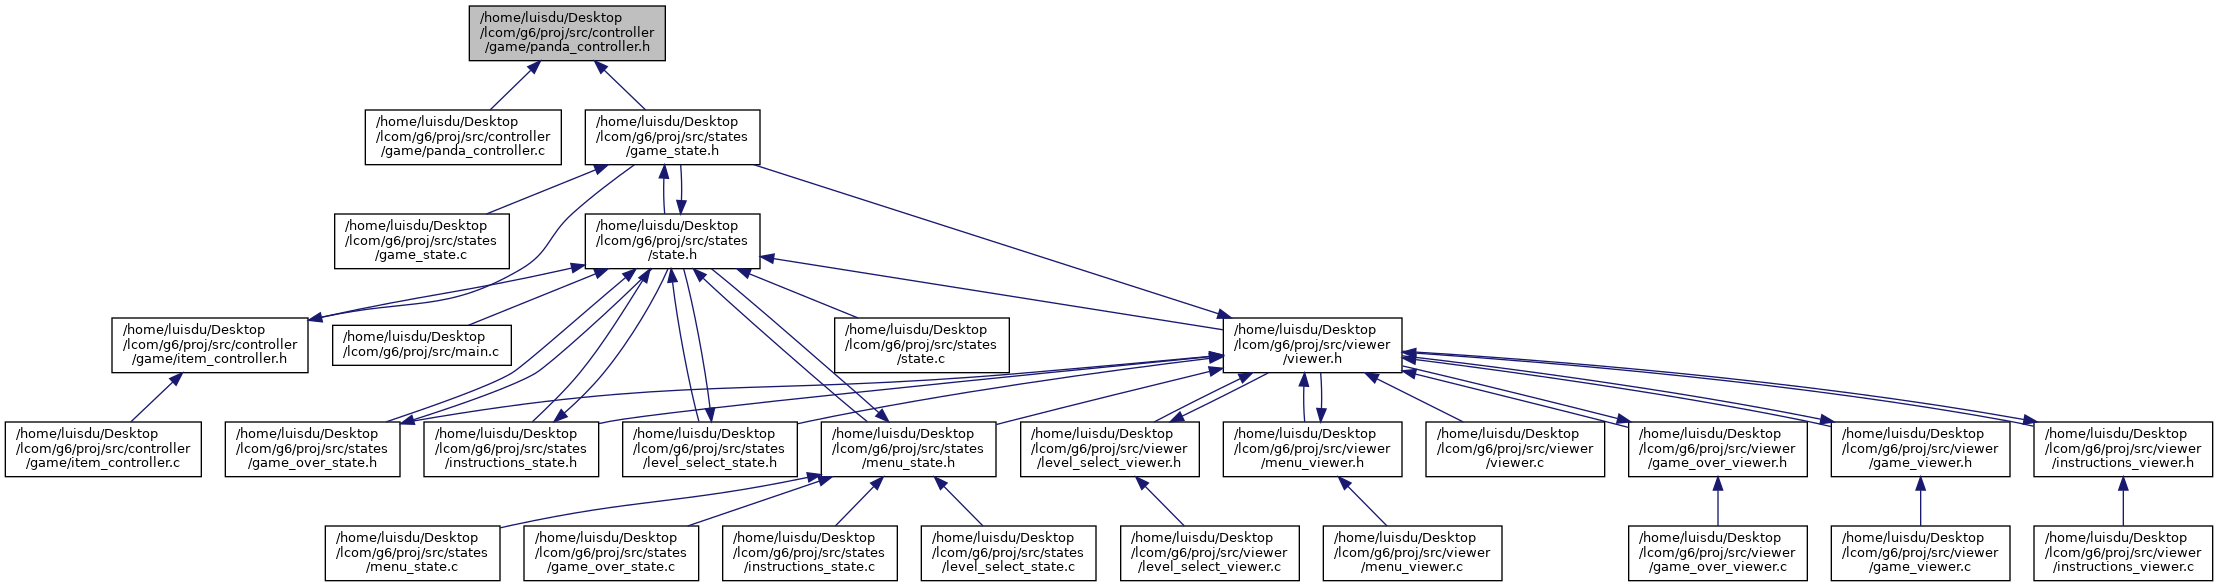 /home/luisdu/Desktop
/lcom/g6/proj/src/controller
/game/panda_controller.h
/home/luisdu/Desktop
/lcom/g6/proj/src/controller
/game/panda_controller.c
/home/luisdu/Desktop
/lcom/g6/proj/src/states
/game_state.h
/home/luisdu/Desktop
/lcom/g6/proj/src/states
/game_state.c
/home/luisdu/Desktop
/lcom/g6/proj/src/states
/state.h
/home/luisdu/Desktop
/lcom/g6/proj/src/controller
/game/item_controller.h
/home/luisdu/Desktop
/lcom/g6/proj/src/main.c
/home/luisdu/Desktop
/lcom/g6/proj/src/states
/state.c
/home/luisdu/Desktop
/lcom/g6/proj/src/viewer
/viewer.h
/home/luisdu/Desktop
/lcom/g6/proj/src/controller
/game/item_controller.c
/home/luisdu/Desktop
/lcom/g6/proj/src/states
/game_over_state.h
/home/luisdu/Desktop
/lcom/g6/proj/src/states
/instructions_state.h
/home/luisdu/Desktop
/lcom/g6/proj/src/states
/level_select_state.h
/home/luisdu/Desktop
/lcom/g6/proj/src/states
/menu_state.h
/home/luisdu/Desktop
/lcom/g6/proj/src/viewer
/level_select_viewer.h
/home/luisdu/Desktop
/lcom/g6/proj/src/viewer
/menu_viewer.h
/home/luisdu/Desktop
/lcom/g6/proj/src/viewer
/viewer.c
/home/luisdu/Desktop
/lcom/g6/proj/src/viewer
/game_over_viewer.h
/home/luisdu/Desktop
/lcom/g6/proj/src/viewer
/game_viewer.h
/home/luisdu/Desktop
/lcom/g6/proj/src/viewer
/instructions_viewer.h
/home/luisdu/Desktop
/lcom/g6/proj/src/states
/menu_state.c
/home/luisdu/Desktop
/lcom/g6/proj/src/states
/game_over_state.c
/home/luisdu/Desktop
/lcom/g6/proj/src/states
/instructions_state.c
/home/luisdu/Desktop
/lcom/g6/proj/src/states
/level_select_state.c
/home/luisdu/Desktop
/lcom/g6/proj/src/viewer
/level_select_viewer.c
/home/luisdu/Desktop
/lcom/g6/proj/src/viewer
/menu_viewer.c
/home/luisdu/Desktop
/lcom/g6/proj/src/viewer
/game_over_viewer.c
/home/luisdu/Desktop
/lcom/g6/proj/src/viewer
/game_viewer.c
/home/luisdu/Desktop
/lcom/g6/proj/src/viewer
/instructions_viewer.c